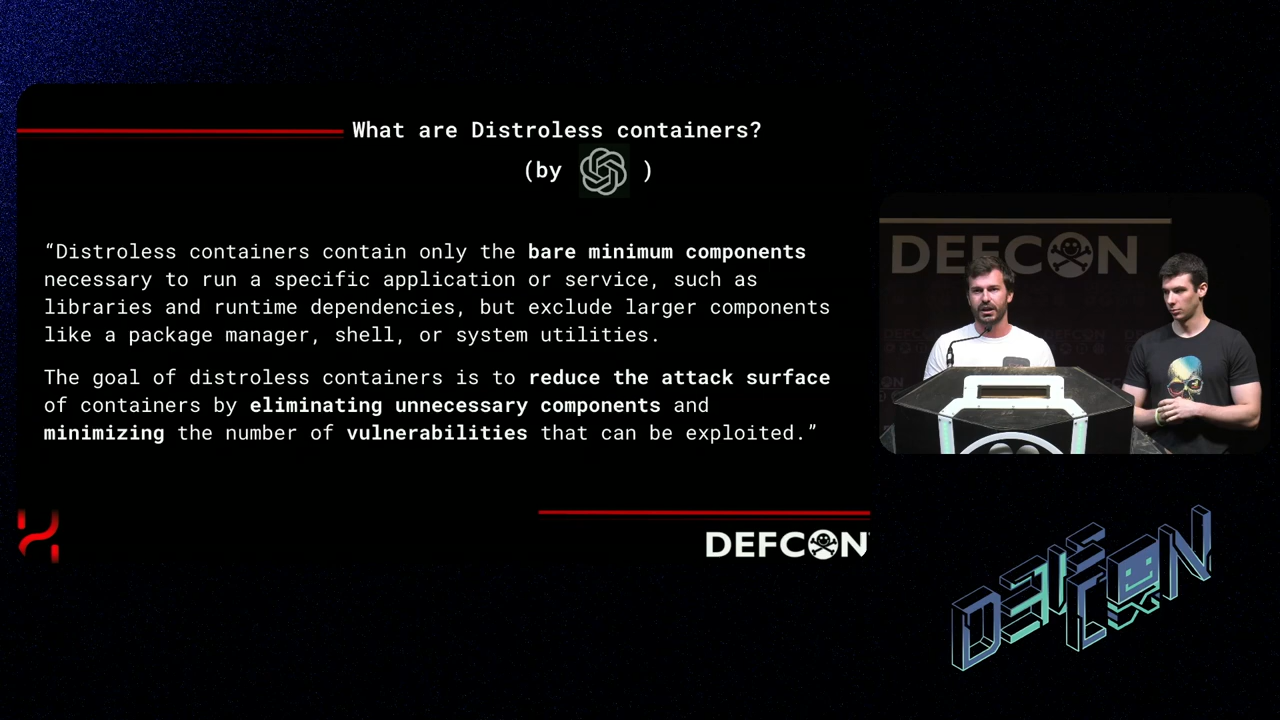 What are Distroless containers?
(by )
“Distroless containers contain only the bare minimum components
necessary to run a specific application or service, such as
libraries and runtime dependencies, but exclude larger components
like a package manager, shell, or system utilities.
The goal of distroless containers is to reduce the attack surface
of containers by eliminating unnecessary components and
minimizing the number of vulnerabilities that can be exploited.”
DEFCON
DEFCON
DEF CON